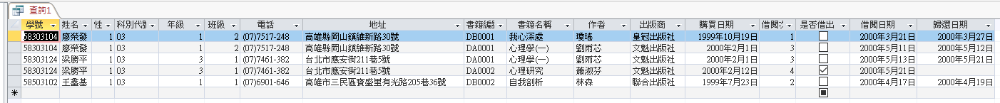 查詢1
學號 姓名 性 科別代 年級 班級 電話 地址 書籍編 書籍名稱 作者 出版商 購買日期 借閱 是否借出 借閱日期 歸還日期
58303104 廖榮發 1 03 1 2 (07)7517-248 高雄縣岡山鎮維新路30號 DB0001 我心深處 瓊瑤 皇冠出版社 1999年10月19日 1 2000年3月21日 2000年3月27日
58303104 廖榮發 1 03 1 2 (07)7517-248 高雄縣岡山鎮維新路30號 DA0001 心理學(一) 劉雨芯 文魁出版社 2000年2月1日 3 2000年5月11日 2000年5月12日
58303124 梁勝平 1 03 3 1 (07)7461-382 台北市應安街211巷5號 DA0001 心理學(一) 劉雨芯 文魁出版社 2000年2月1日 3 2000年5月13日 2000年5月21日
58303124 梁勝平 1 03 3 1 (07)7461-382 台北市應安街211巷5號 DA0002 心理研究 蕭淑芬 文魁出版社 2000年2月12日 4 2000年5月21日
58503102 王鑫基 1 03 1 2 (07)6901-646 高雄市三民區寶盛里有光路205巷36號 DB0002 自我剖析 林森 聯合出版社 1999年7月23日 2 2000年4月17日 2000年4月19日